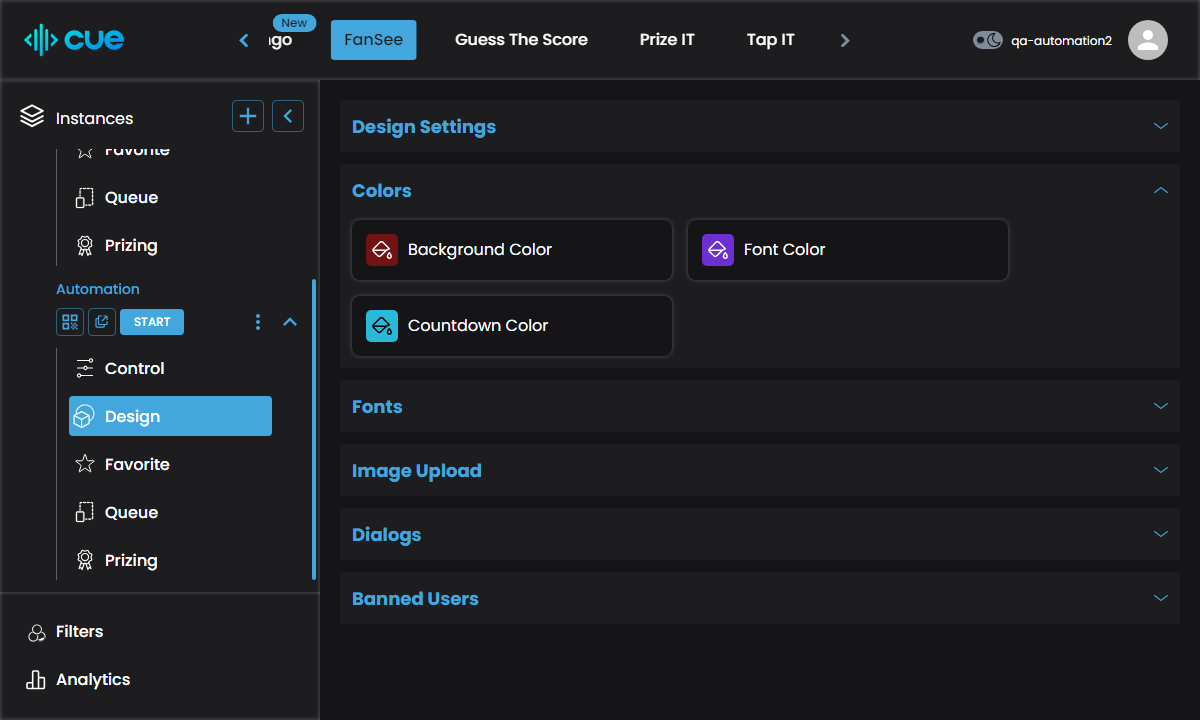 cue
New
FanSee
Guess The Score
Prize IT
Tap IT
qa-automation2
Instances
Favorite
Queue
Prizing
Automation
START
Control
Design
Favorite
Queue
Prizing
Filters
Analytics
Design Settings
Colors
Background Color
Font Color
Countdown Color
Fonts
Image Upload
Dialogs
Banned Users